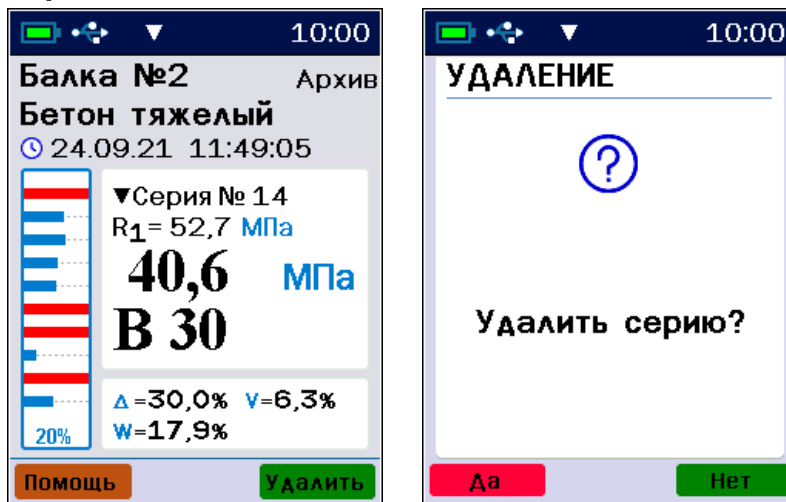 10:00
Балка №2 Архив
Бетон тяжелый
24.09.21 11:49:05
▼Серия № 14
R1= 52,7 МПа
40,6 МПа
В 30
Δ=30,0% V=6,3%
W=17,9%
20%
Помощь Удалить
10:00
УДАЛЕНИЕ
?
Удалить серию?
Да Нет